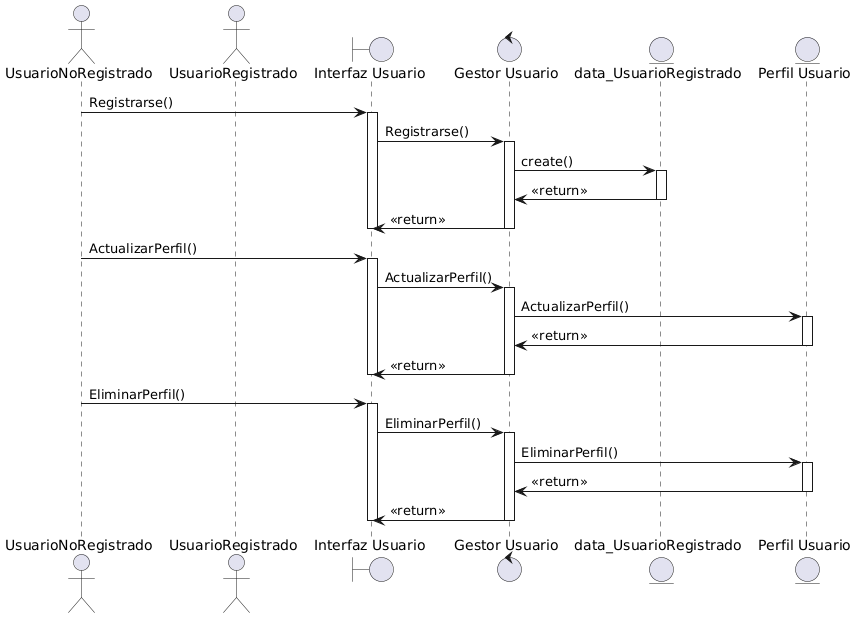 UsuarioNoRegistrado UsuarioRegistrado Interfaz Usuario Gestor Usuario data_UsuarioRegistrado Perfil Usuario
Registrarse()
Registrarse()
create()
«return»
«return»
ActualizarPerfil()
ActualizarPerfil()
ActualizarPerfil()
«return»
«return»
EliminarPerfil()
EliminarPerfil()
EliminarPerfil()
«return»
«return»
UsuarioNoRegistrado UsuarioRegistrado Interfaz Usuario Gestor Usuario data_UsuarioRegistrado Perfil Usuario